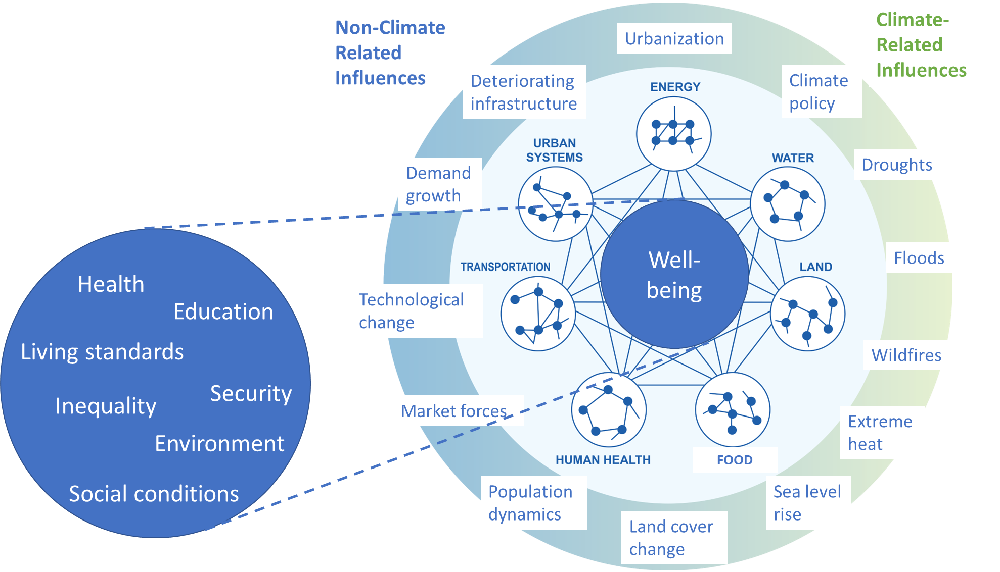 Non-Climate
Related
Influences
Climate-
Related
Influences
Urbanization
Deteriorating
infrastructure
Climate
policy
ENERGY
URBAN
SYSTEMS
WATER
Demand
growth
Droughts
TRANSPORTATION
Well-
being
LAND
Floods
Technological
change
Wildfires
Market forces
Extreme
heat
HUMAN HEALTH
FOOD
Population
dynamics
Sea level
rise
Land cover
change
Health
Education
Living standards
Security
Inequality
Environment
Social conditions